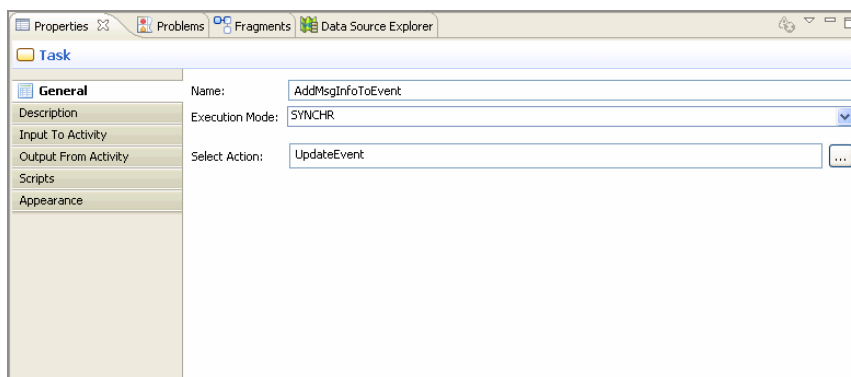 Properties Problems Fragments Data Source Explorer
Task
General
Name: AddMsgInfoToEvent
Description
Execution Mode: SYNCHR
Input To Activity
Output From Activity
Select Action: UpdateEvent ...
Scripts
Appearance